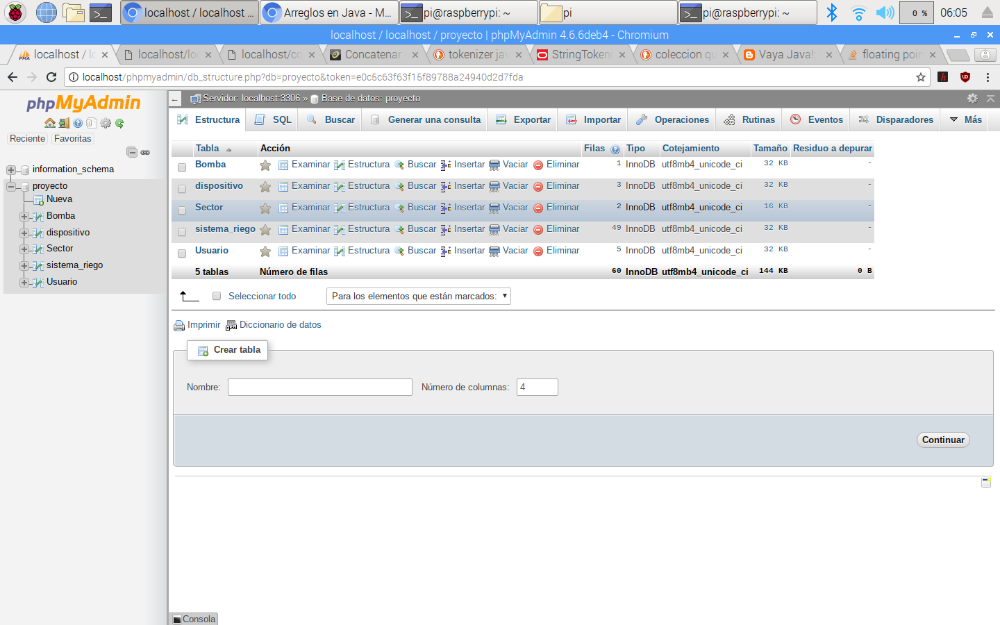 localhost / localhost ... Arreglos en Java - M... pi@raspberrypi: ~ pi pi@raspberrypi: ~ 0 % 06:05
localhost / localhost / proyecto | phpMyAdmin 4.6.6deb4 - Chromium
localhost / lo localhost/lo localhost/co Concatenar tokenizer jav StringToken coleccion qu Vaya Java!: floating poin
localhost/phpmyadmin/db_structure.php?db=proyecto&token=e0c5c63f63f15f89788a24940d2d7fda
phpMyAdmin
Reciente Favoritas
information_schema
proyecto
Nueva
Bomba
dispositivo
Sector
sistema_riego
Usuario
Servidor: localhost:3306 » Base de datos: proyecto
Estructura SQL Buscar Generar una consulta Exportar Importar Operaciones Rutinas Eventos Disparadores Más
Tabla Acción Filas Tipo Cotejamiento Tamaño Residuo a depurar
Bomba Examinar Estructura Buscar Insertar Vaciar Eliminar 1 InnoDB utf8mb4_unicode_ci 32 KB -
dispositivo Examinar Estructura Buscar Insertar Vaciar Eliminar 3 InnoDB utf8mb4_unicode_ci 32 KB -
Sector Examinar Estructura Buscar Insertar Vaciar Eliminar 2 InnoDB utf8mb4_unicode_ci 16 KB -
sistema_riego Examinar Estructura Buscar Insertar Vaciar Eliminar 49 InnoDB utf8mb4_unicode_ci 32 KB -
Usuario Examinar Estructura Buscar Insertar Vaciar Eliminar 5 InnoDB utf8mb4_unicode_ci 32 KB -
5 tablas Número de filas 60 InnoDB utf8mb4_unicode_ci 144 KB 0 B
Seleccionar todo Para los elementos que están marcados:
Imprimir Diccionario de datos
Crear tabla
Nombre: Número de columnas: 4
Continuar
Consola